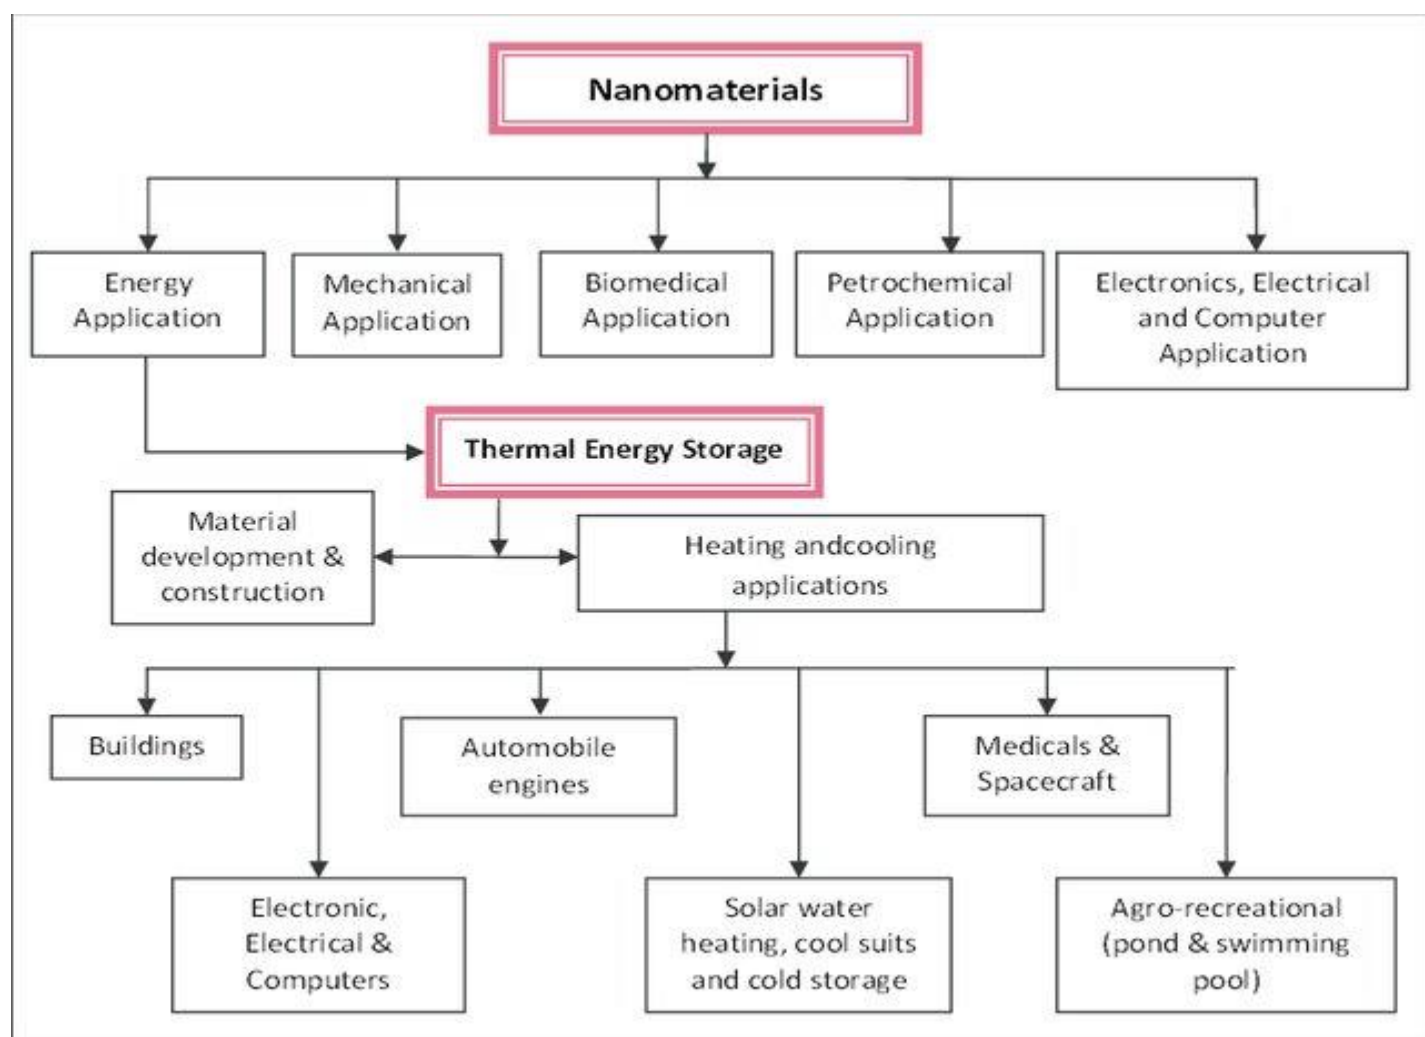 Nanomaterials
Energy
Application
Mechanical
Application
Biomedical
Application
Petrochemical
Application
Electronics, Electrical
and Computer
Application
Thermal Energy Storage
Material
development &
construction
Heating andcooling
applications
Buildings
Automobile
engines
Medicals &
Spacecraft
Electronic,
Electrical &
Computers
Solar water
heating, cool suits
and cold storage
Agro-recreational
(pond & swimming
pool)